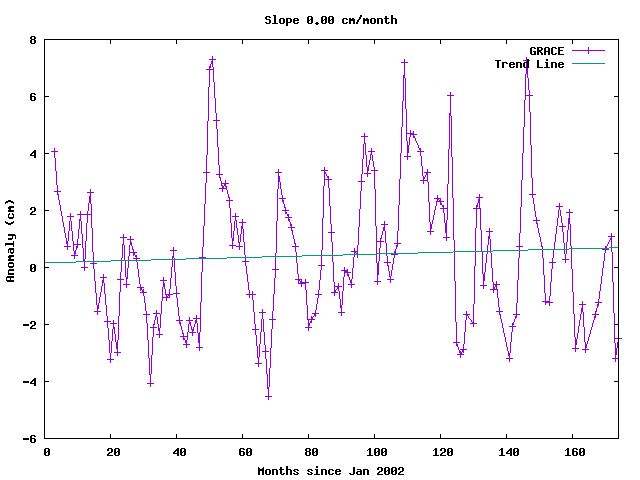 Slope 0.00 cm/month
GRACE
Trend Line
8
6
4
2
0
-2
-4
-6
Anomaly (cm)
0 20 40 60 80 100 120 140 160
Months since Jan 2002